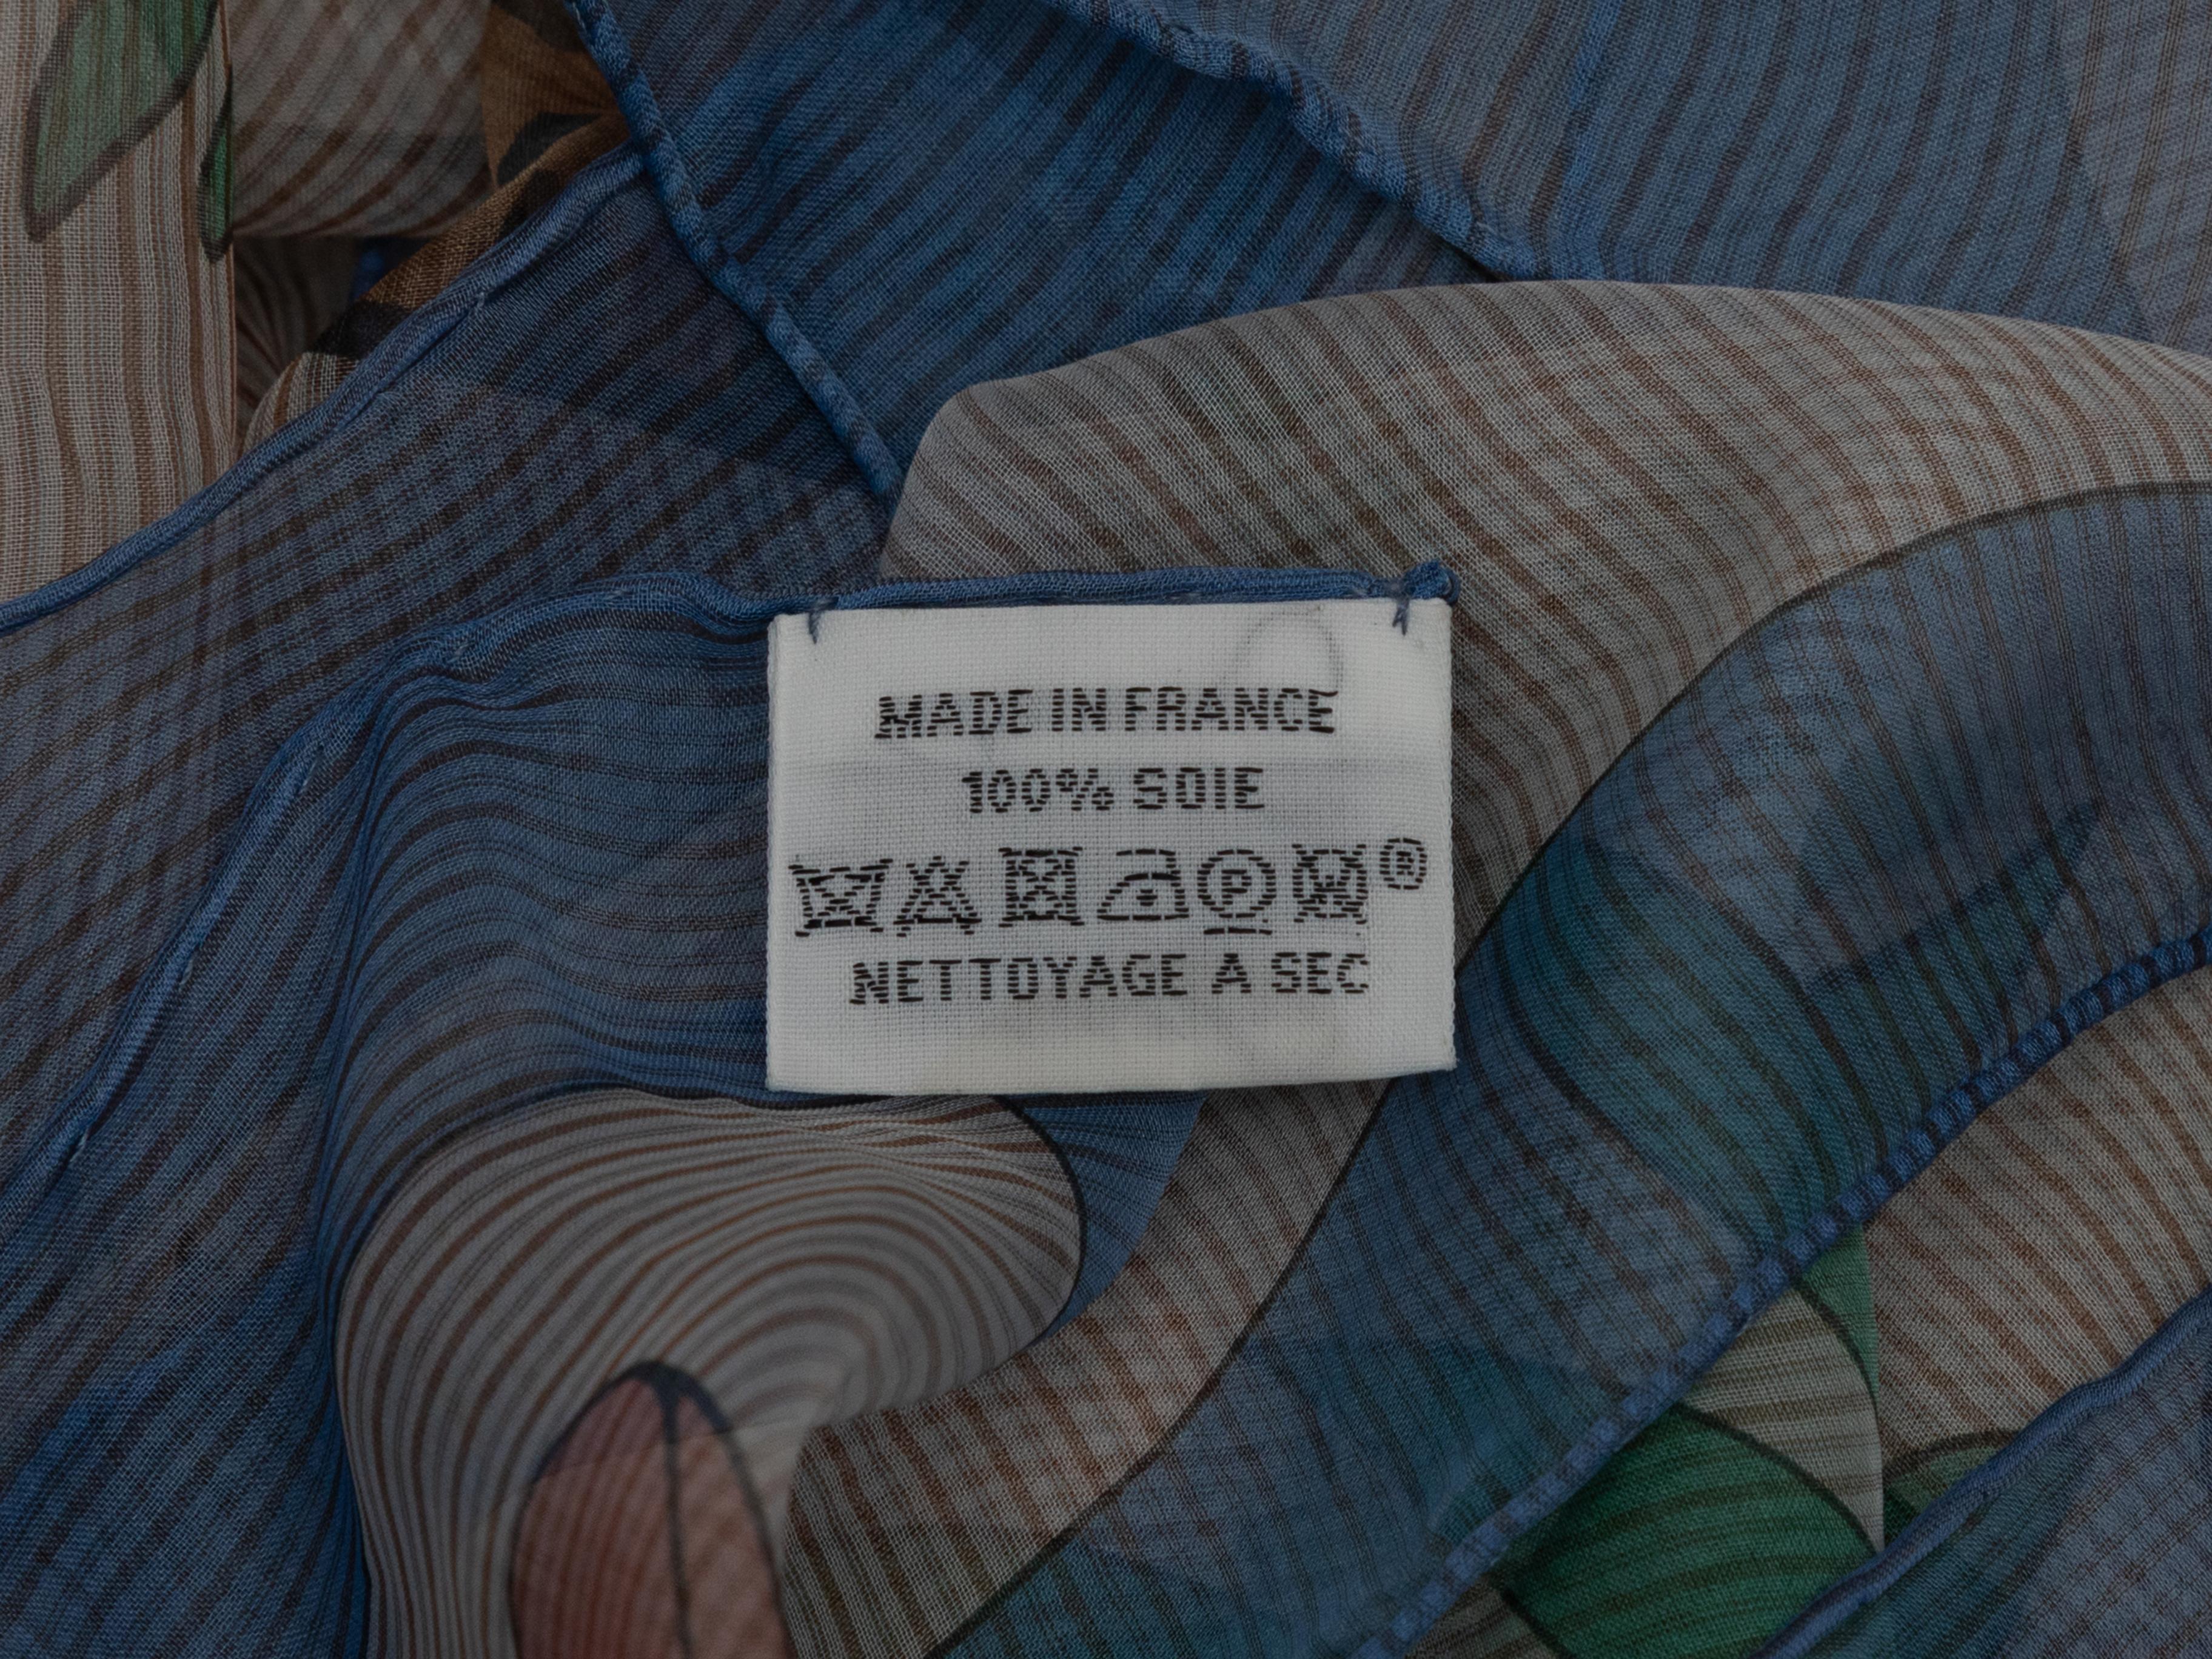 MADE IN FRANCE
100% SOIE
P W ®
NETTOYAGE A SEC